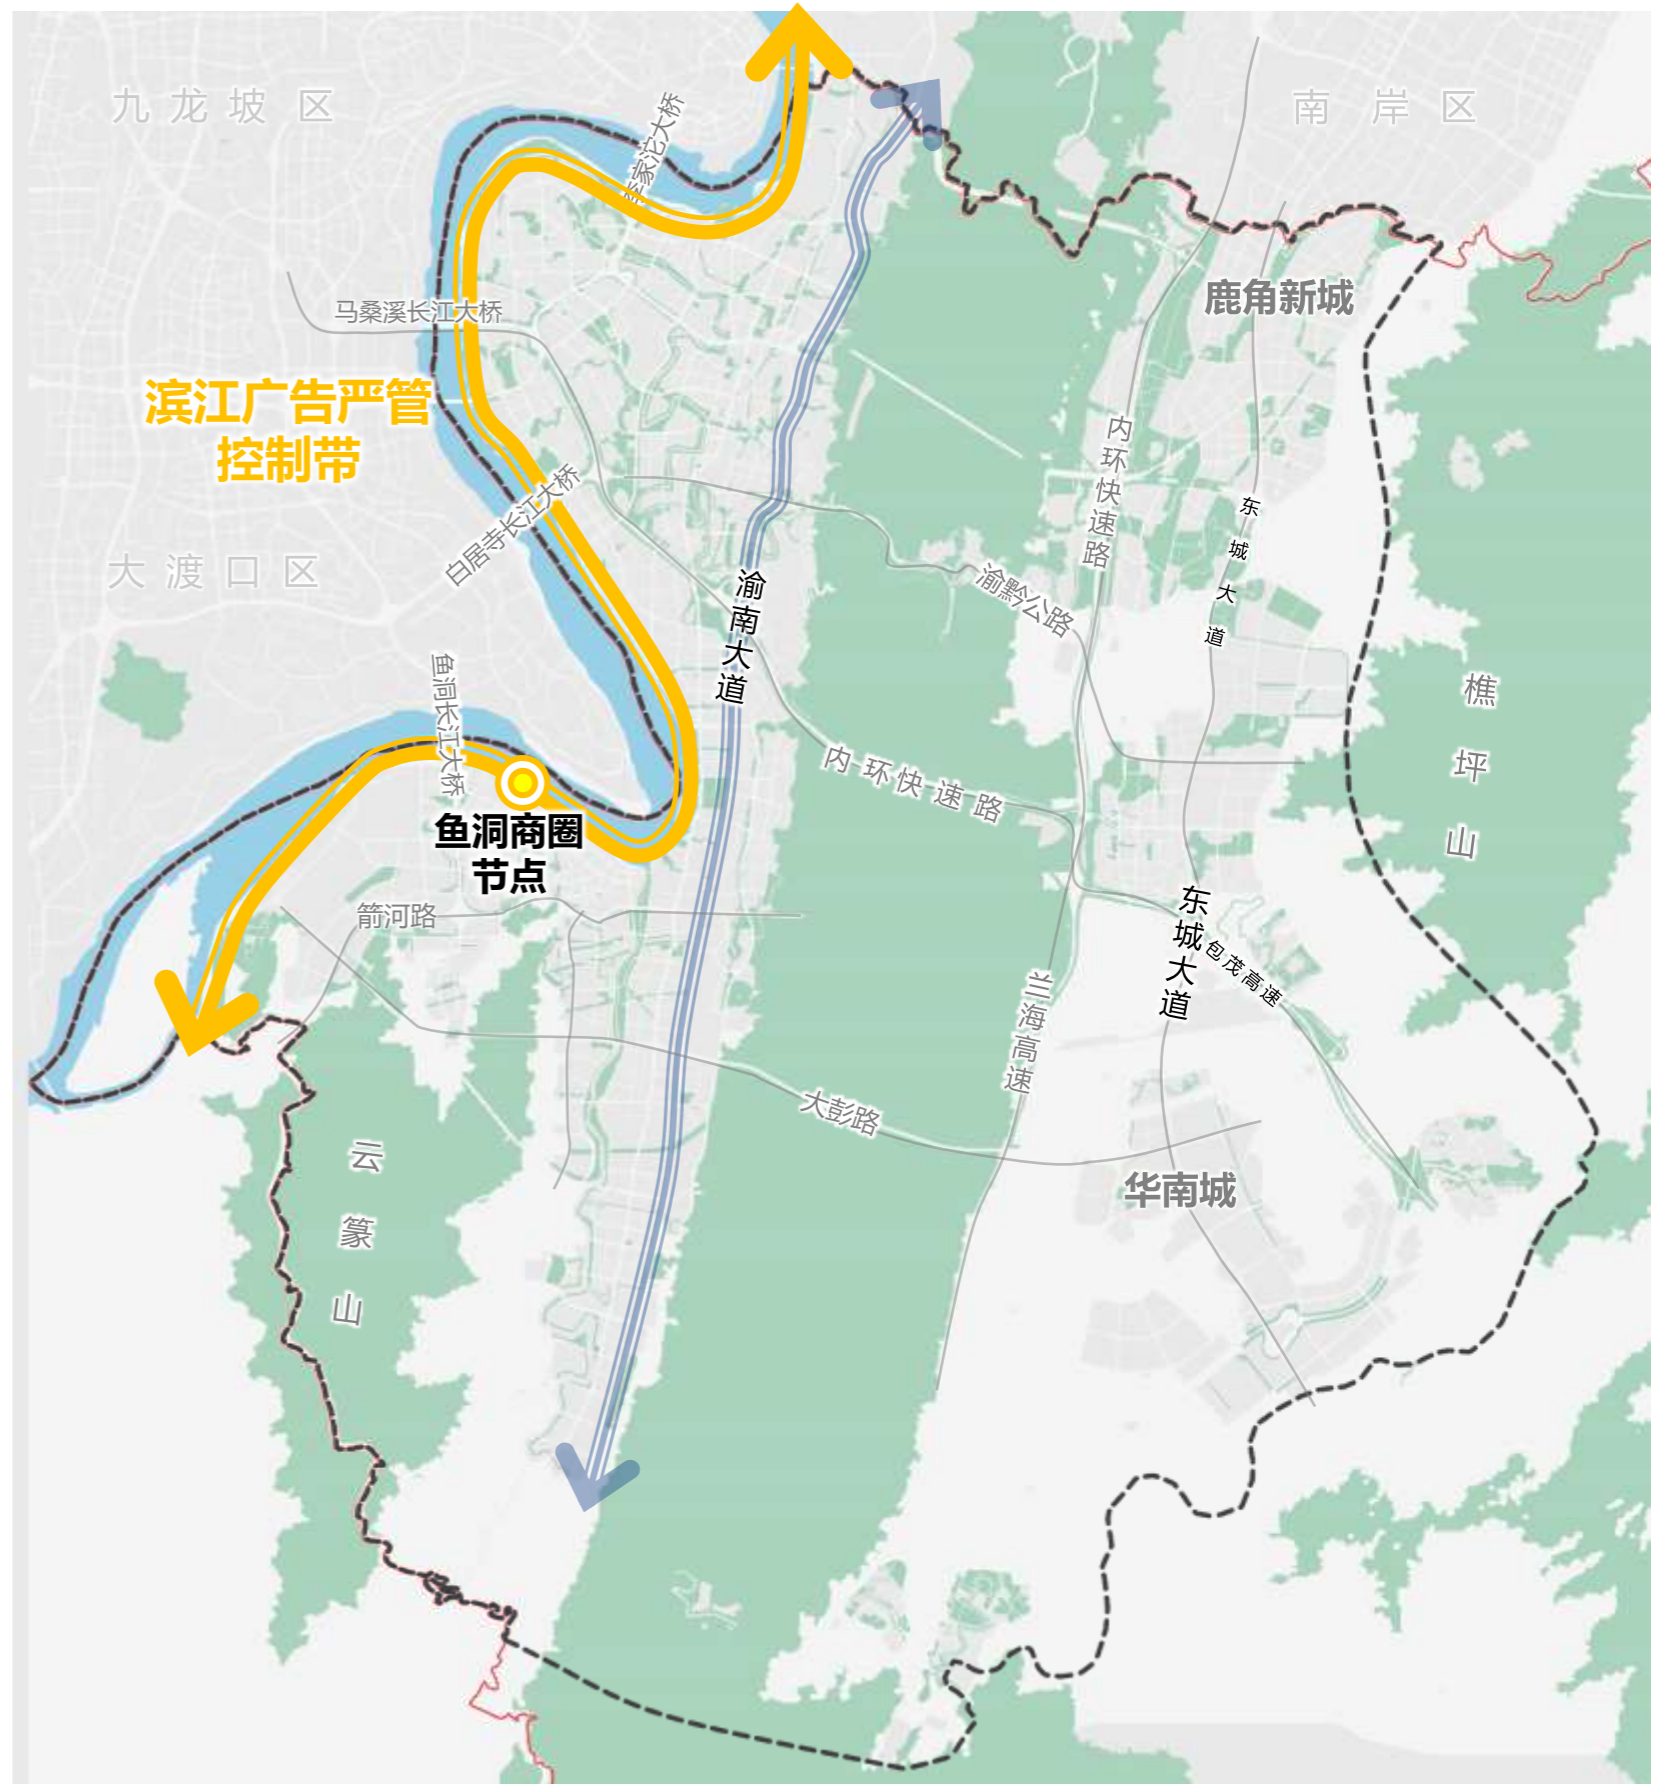 九龙坡区
南岸区
李家沱大桥
鹿角新城
马桑溪长江大桥
滨江广告严管
控制带
内环快速路
白居寺长江大桥
东城大道
大渡口区
渝南大道
渝黔公路
鱼洞长江大桥
樵坪山
内环快速路
鱼洞商圈
节点
箭河路
东城大道
包茂高速
兰海高速
大彭路
云篆山
华南城